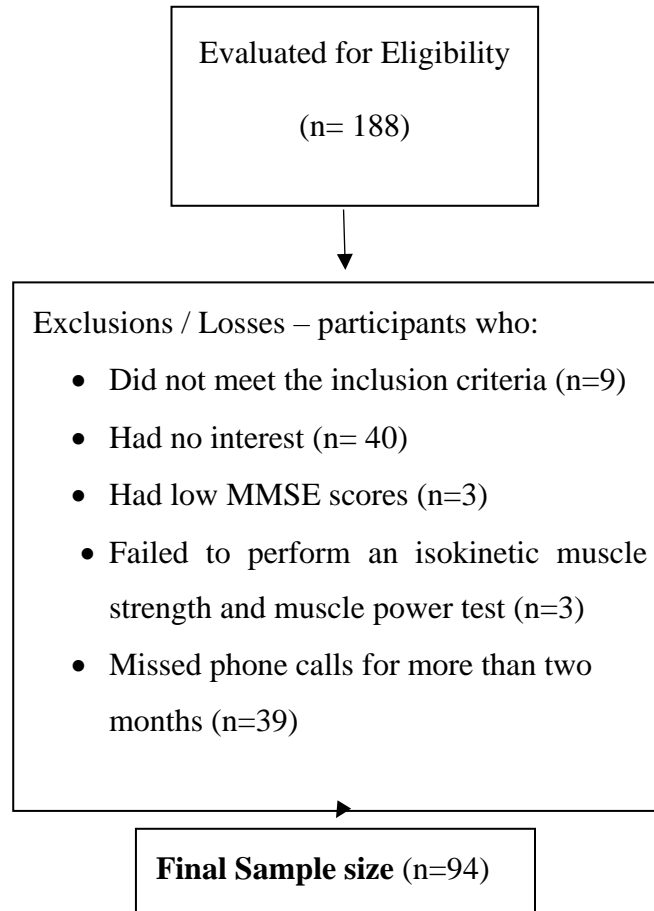 Evaluated for Eligibility
(n= 188)
Exclusions / Losses – participants who:
• Did not meet the inclusion criteria (n=9)
• Had no interest (n= 40)
• Had low MMSE scores (n=3)
• Failed to perform an isokinetic muscle
strength and muscle power test (n=3)
• Missed phone calls for more than two
months (n=39)
Final Sample size (n=94)